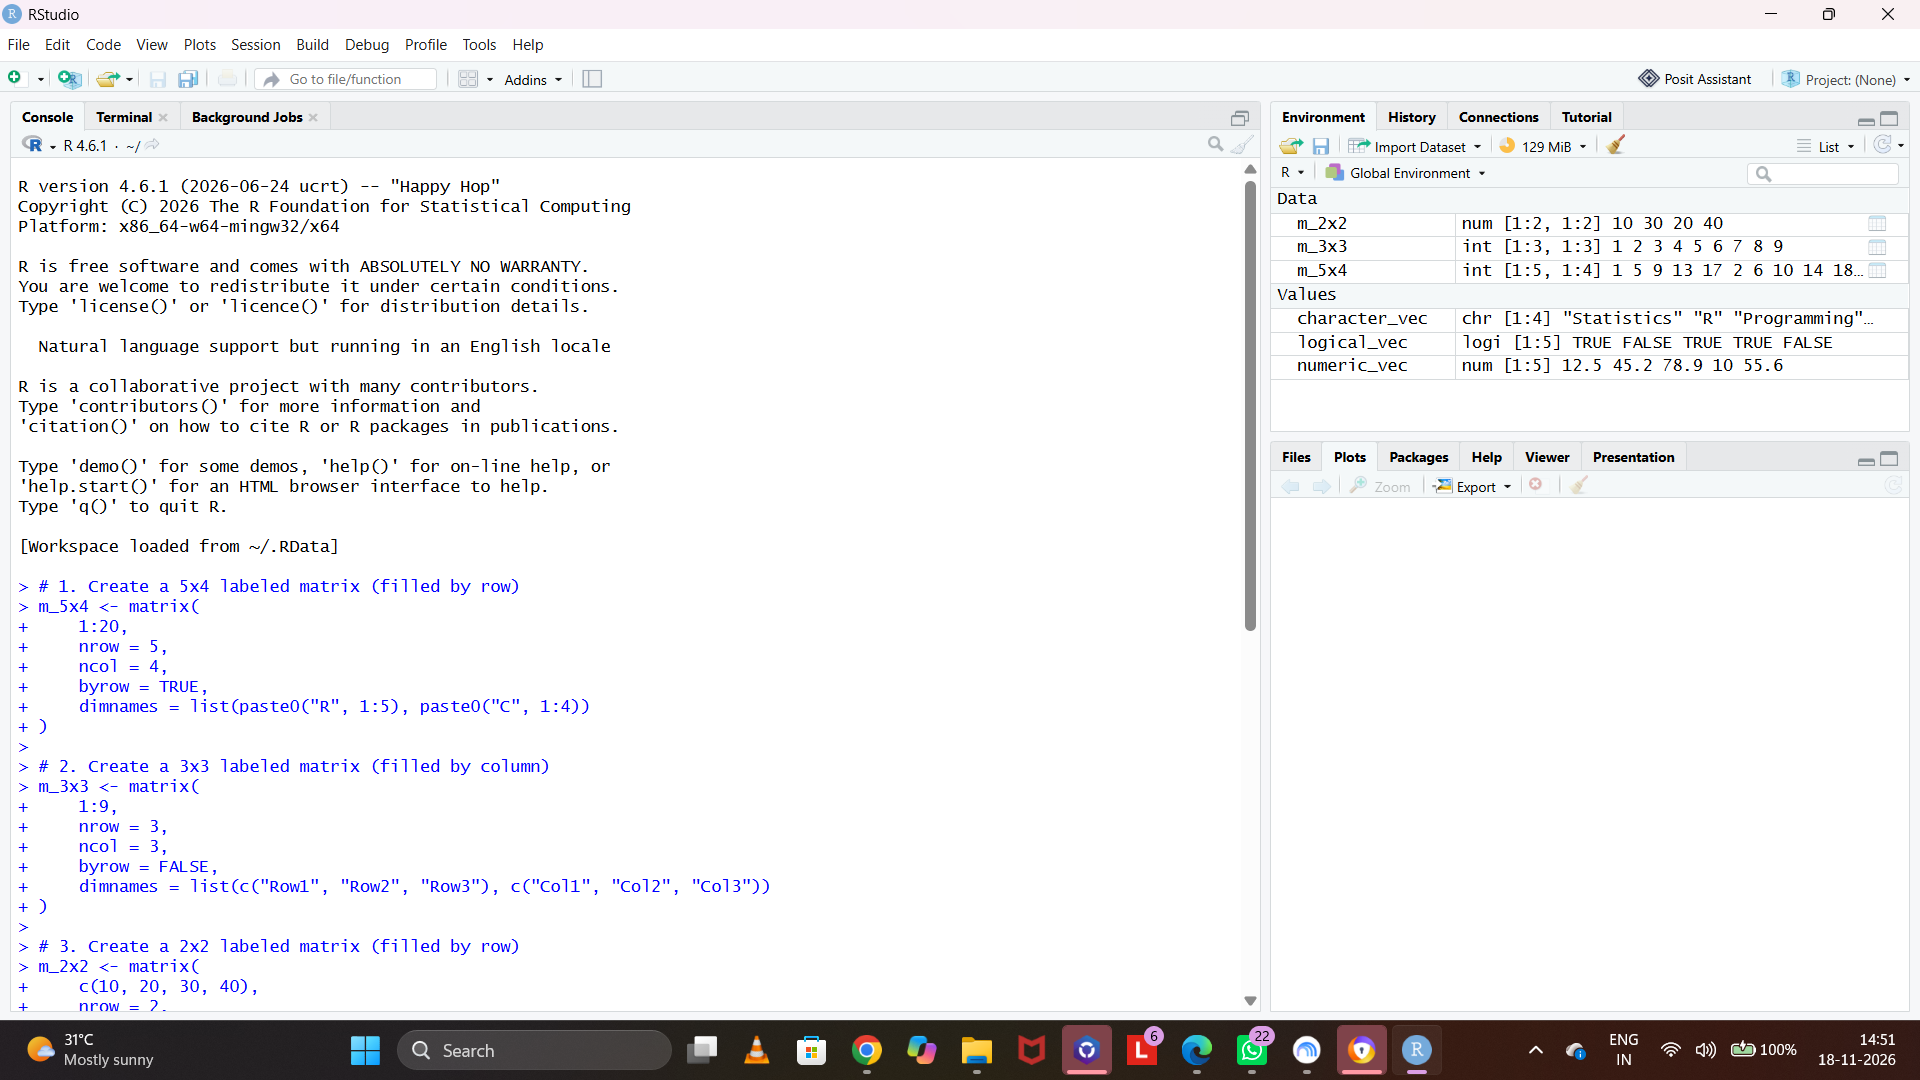 RStudio
File Edit Code View Plots Session Build Debug Profile Tools Help
Go to file/function Addins Posit Assistant Project: (None)
Console Terminal Background Jobs
R 4.6.1 · ~/
R version 4.6.1 (2026-06-24 ucrt) -- "Happy Hop"
Copyright (C) 2026 The R Foundation for Statistical Computing
Platform: x86_64-w64-mingw32/x64
R is free software and comes with ABSOLUTELY NO WARRANTY.
You are welcome to redistribute it under certain conditions.
Type 'license()' or 'licence()' for distribution details.
Natural language support but running in an English locale
R is a collaborative project with many contributors.
Type 'contributors()' for more information and
'citation()' on how to cite R or R packages in publications.
Type 'demo()' for some demos, 'help()' for on-line help, or
'help.start()' for an HTML browser interface to help.
Type 'q()' to quit R.
[Workspace loaded from ~/.RData]
> # 1. Create a 5x4 labeled matrix (filled by row)
> m_5x4 <- matrix(
+     1:20,
+     nrow = 5,
+     ncol = 4,
+     byrow = TRUE,
+     dimnames = list(paste0("R", 1:5), paste0("C", 1:4))
+ )
>
> # 2. Create a 3x3 labeled matrix (filled by column)
> m_3x3 <- matrix(
+     1:9,
+     nrow = 3,
+     ncol = 3,
+     byrow = FALSE,
+     dimnames = list(c("Row1", "Row2", "Row3"), c("Col1", "Col2", "Col3"))
+ )
>
> # 3. Create a 2x2 labeled matrix (filled by row)
> m_2x2 <- matrix(
+     c(10, 20, 30, 40),
+     nrow = 2,
Environment History Connections Tutorial
Import Dataset 129 MiB List
R Global Environment
Data
m_2x2 num [1:2, 1:2] 10 30 20 40
m_3x3 int [1:3, 1:3] 1 2 3 4 5 6 7 8 9
m_5x4 int [1:5, 1:4] 1 5 9 13 17 2 6 10 14 18...
Values
character_vec chr [1:4] "Statistics" "R" "Programming"...
logical_vec logi [1:5] TRUE FALSE TRUE TRUE FALSE
numeric_vec num [1:5] 12.5 45.2 78.9 10 55.6
Files Plots Packages Help Viewer Presentation
Zoom Export
31°C
Mostly sunny
Search
L 6
22
R
ENG
IN
100%
14:51
18-11-2026